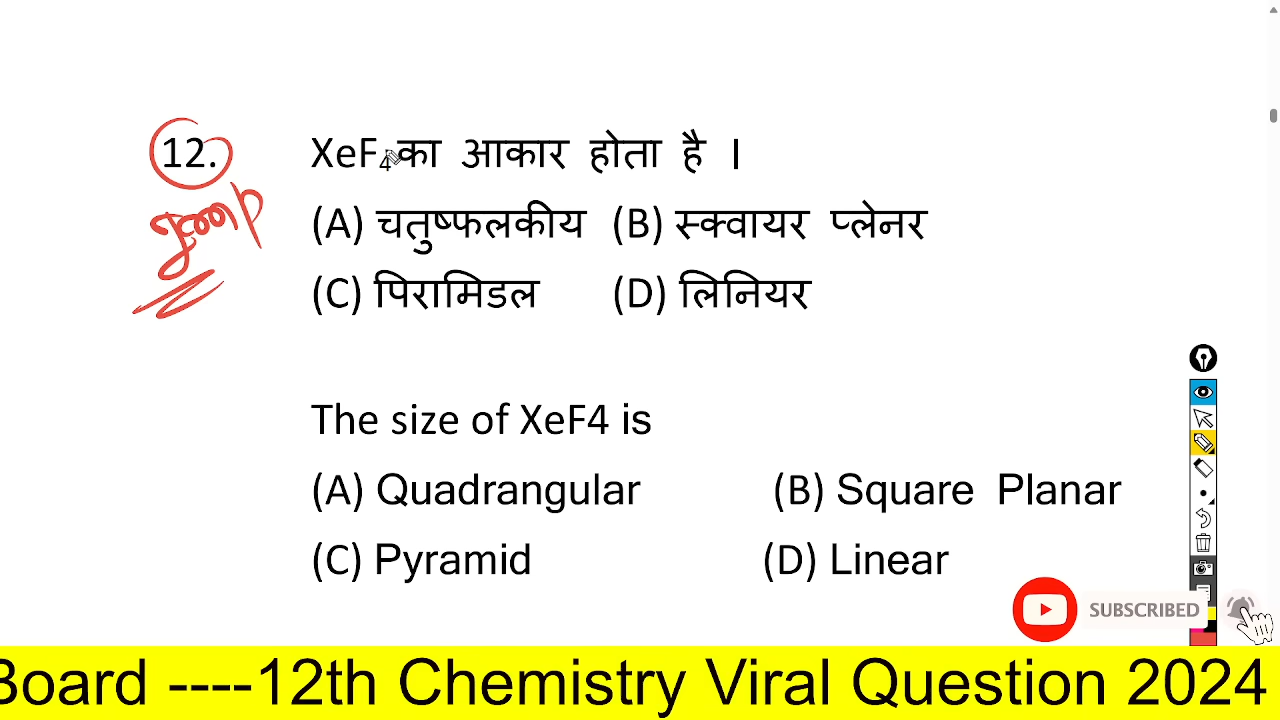 12. XeF₄का आकार होता है ।
(A) चतुष्फलकीय (B) स्क्वायर प्लेनर
(C) पिरामिडल (D) लिनियर
The size of XeF4 is
(A) Quadrangular (B) Square Planar
(C) Pyramid (D) Linear
SUBSCRIBED
Board ----12th Chemistry Viral Question 2024